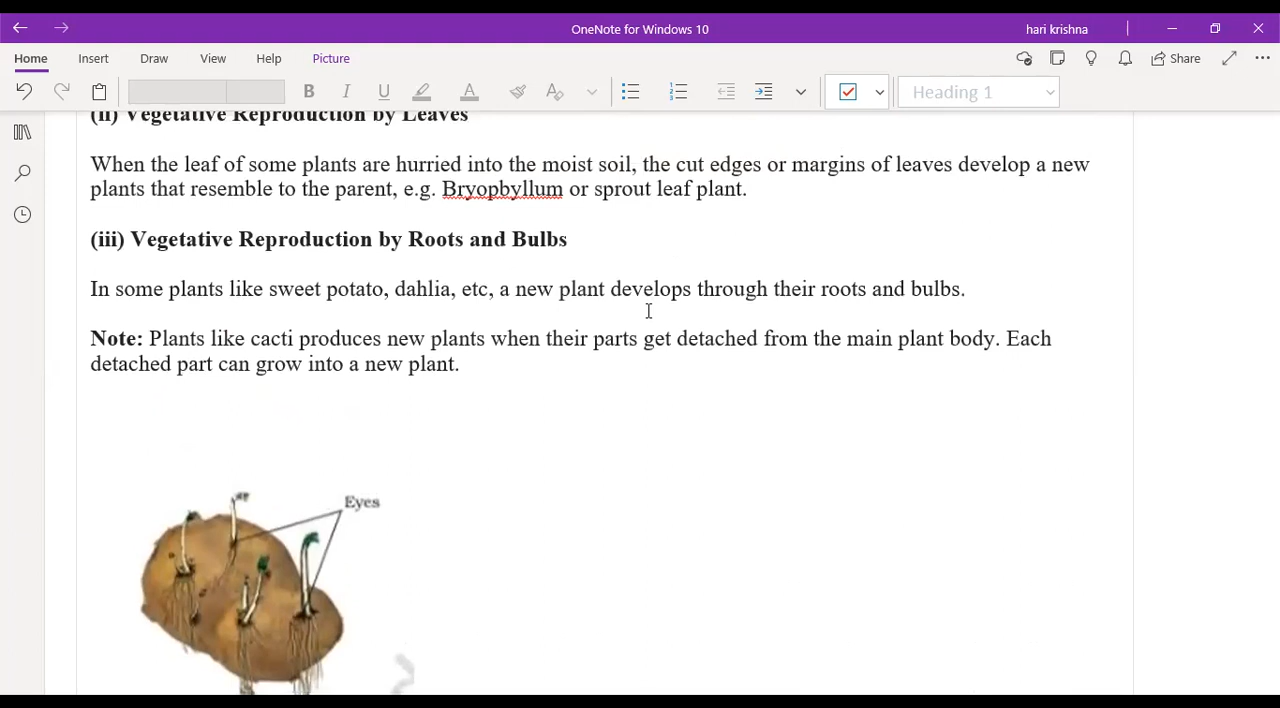 OneNote for Windows 10
hari krishna
Home
Insert
Draw
View
Help
Picture
Share
B
I
U
A
Heading 1
(ii) Vegetative Reproduction by Leaves
When the leaf of some plants are hurried into the moist soil, the cut edges or margins of leaves develop a new
plants that resemble to the parent, e.g. Bryopbyllum or sprout leaf plant.
(iii) Vegetative Reproduction by Roots and Bulbs
In some plants like sweet potato, dahlia, etc, a new plant develops through their roots and bulbs.
Note: Plants like cacti produces new plants when their parts get detached from the main plant body. Each
detached part can grow into a new plant.
Eyes